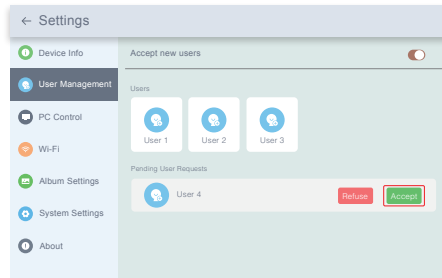 ← Settings
Device Info
User Management
PC Control
Wi-Fi
Album Settings
System Settings
About
Accept new users
Users
User 1 User 2 User 3
Pending User Requests
User 4 Refuse Accept